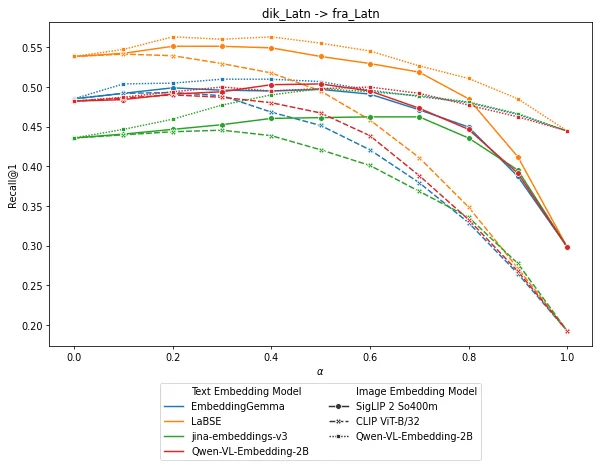 dik_Latn -> fra_Latn
Recall@1
0.55
0.50
0.45
0.40
0.35
0.30
0.25
0.20
0.0 0.2 0.4 0.6 0.8 1.0
α
Text Embedding Model
EmbeddingGemma
LaBSE
jina-embeddings-v3
Qwen-VL-Embedding-2B
Image Embedding Model
SigLIP 2 So400m
CLIP ViT-B/32
Qwen-VL-Embedding-2B